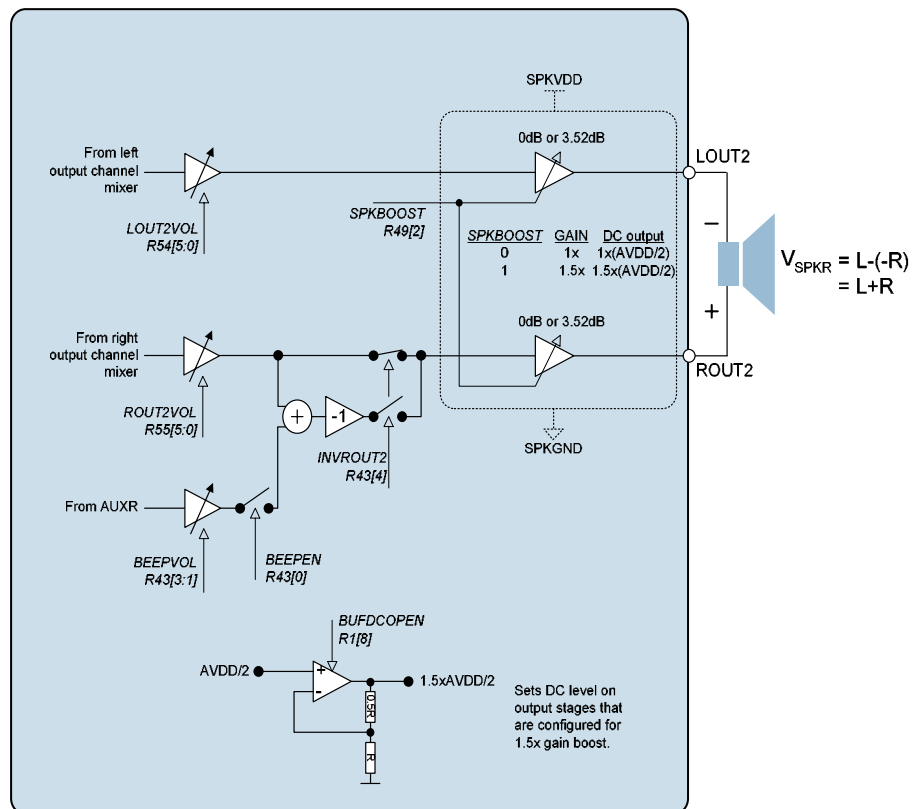 SPKVDD
0dB or 3.52dB
From left
output channel
mixer
LOUT2
LOUT2VOL
R54[5:0]
SPKBOOST
R49[2]
SPKBOOST GAIN DC output
0 1x 1x(AVDD/2)
1 1.5x 1.5x(AVDD/2)
−
+
VSPKR = L-(-R)
= L+R
0dB or 3.52dB
From right
output channel
mixer
ROUT2
ROUT2VOL
R55[5:0]
+
-1
INVROUT2
R43[4]
SPKGND
From AUXR
BEEPVOL
R43[3:1]
BEEPEN
R43[0]
BUFDCOPEN
R1[8]
AVDD/2
+
-
1.5xAVDD/2
0.5R
R
Sets DC level on
output stages that
are configured for
1.5x gain boost.